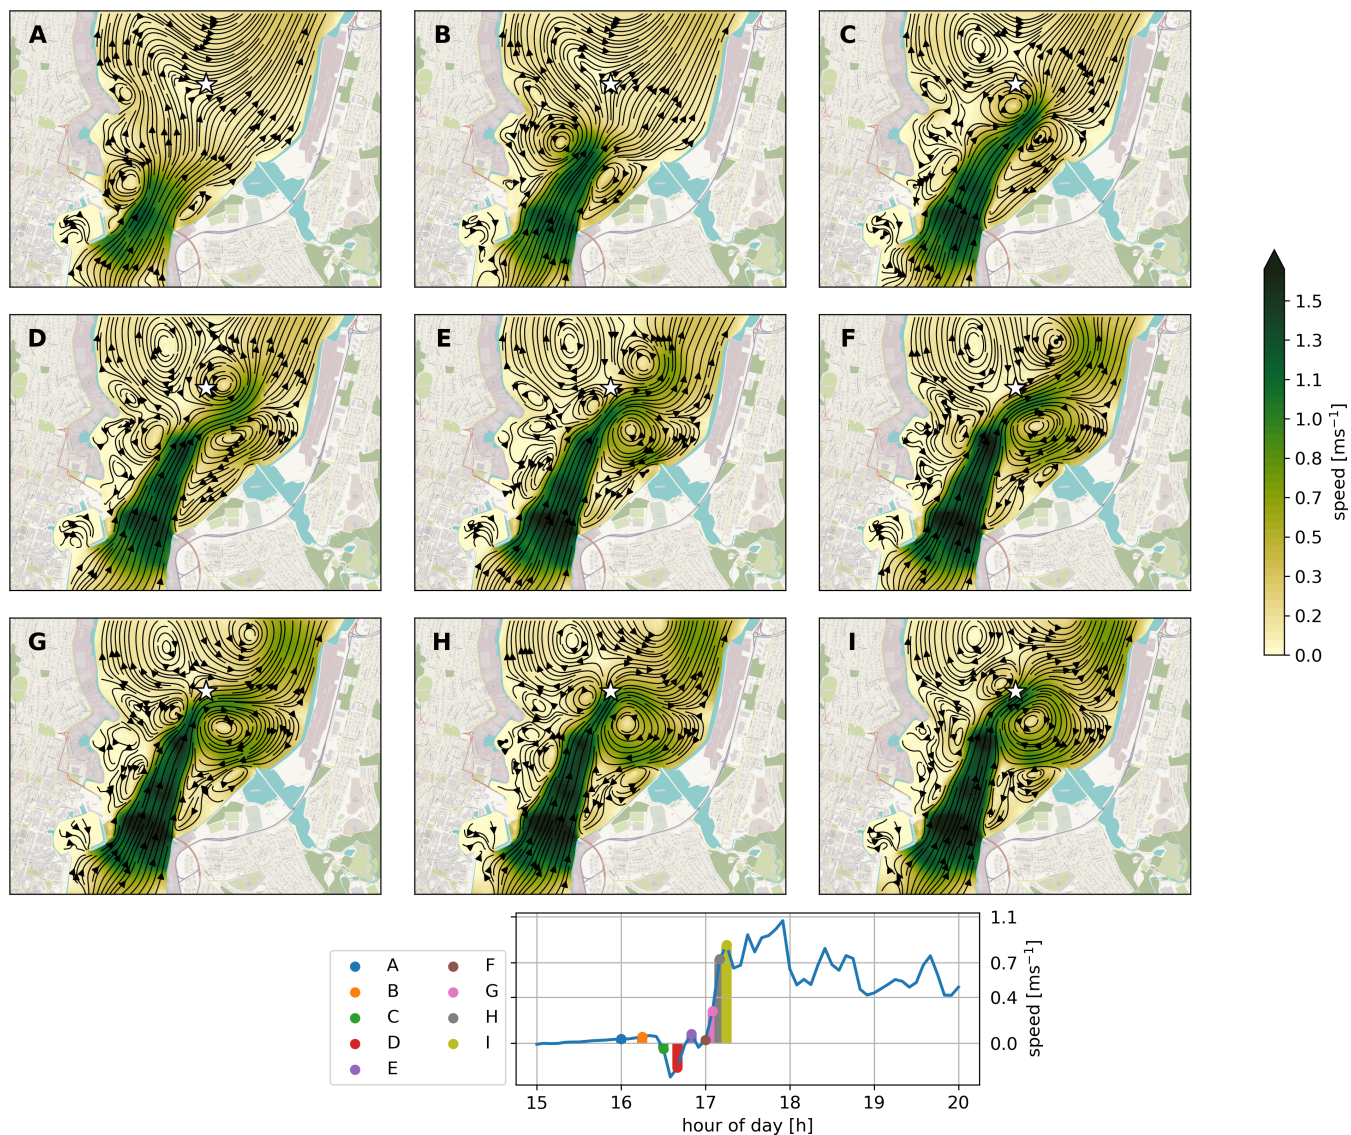 A
B
C
D
E
F
G
H
I
1.5
1.3
1.1
1.0
0.8
0.7
0.5
0.3
0.2
0.0
speed [ms⁻¹]
A
B
C
D
E
F
G
H
I
1.1
0.7
0.4
0.0
speed [ms⁻¹]
15
16
17
18
19
20
hour of day [h]